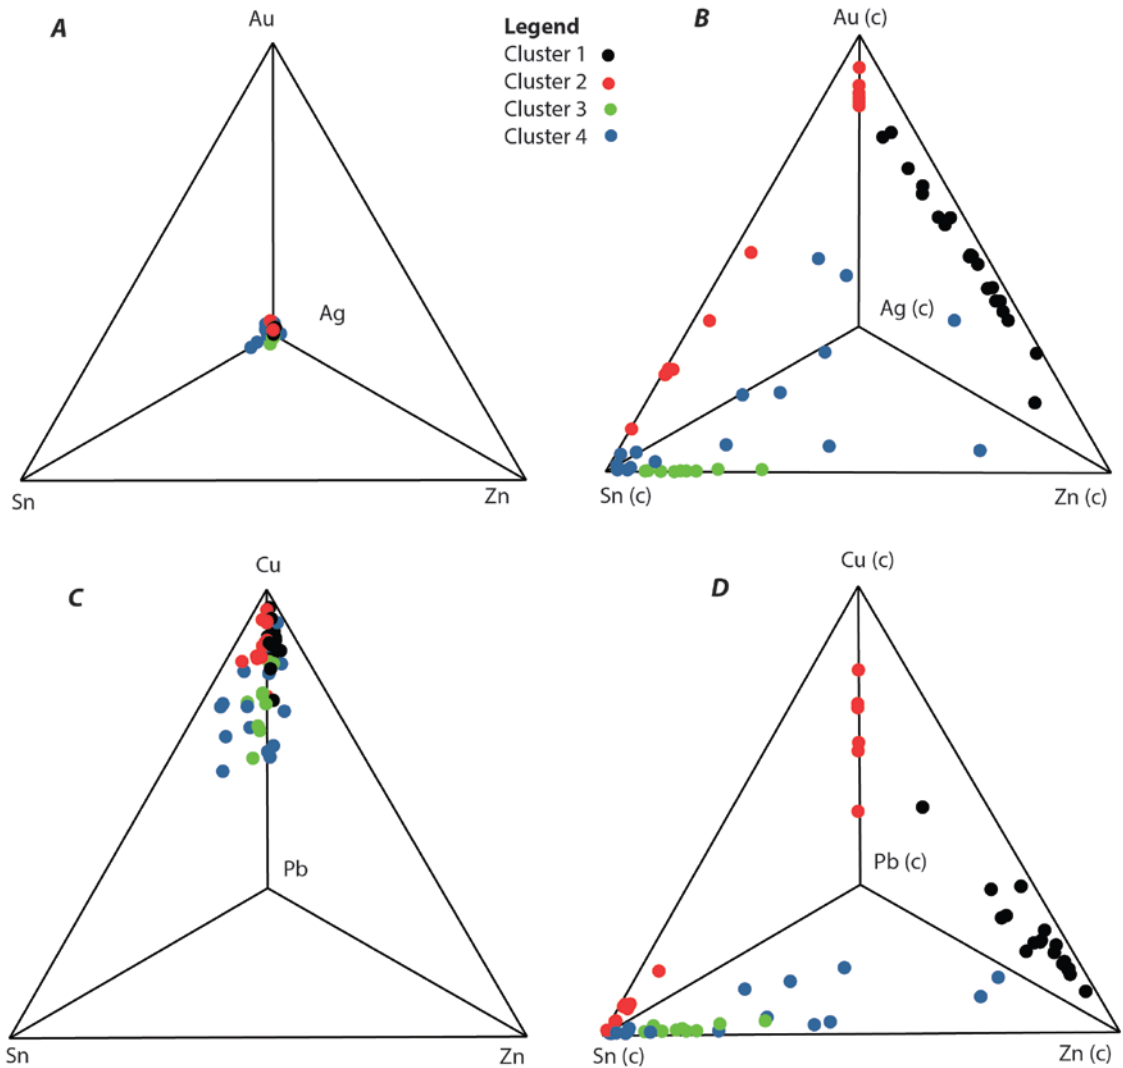 A
Au
Ag
Sn
Zn
Legend
Cluster 1
Cluster 2
Cluster 3
Cluster 4
B
Au (c)
Ag (c)
Sn (c)
Zn (c)
C
Cu
Pb
Sn
Zn
D
Cu (c)
Pb (c)
Sn (c)
Zn (c)